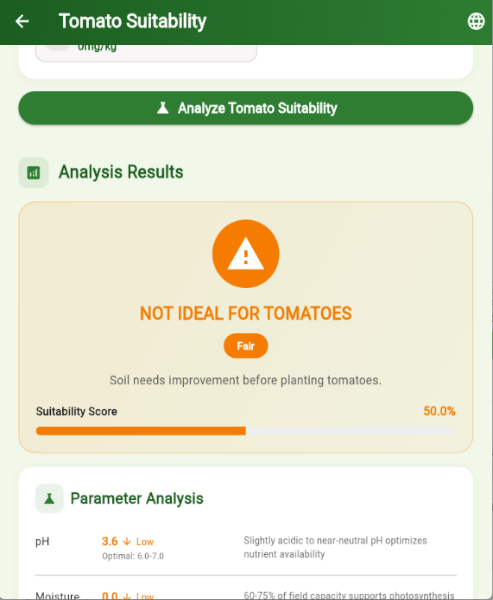 Tomato Suitability
0mg/kg
Analyze Tomato Suitability
Analysis Results
NOT IDEAL FOR TOMATOES
Fair
Soil needs improvement before planting tomatoes.
Suitability Score 50.0%
Parameter Analysis
pH 3.6 ↓ Low Slightly acidic to near-neutral pH optimizes
Optimal: 6.0-7.0 nutrient availability
Moisture 0.0 ↓ Low 60-75% of field capacity supports photosynthesis